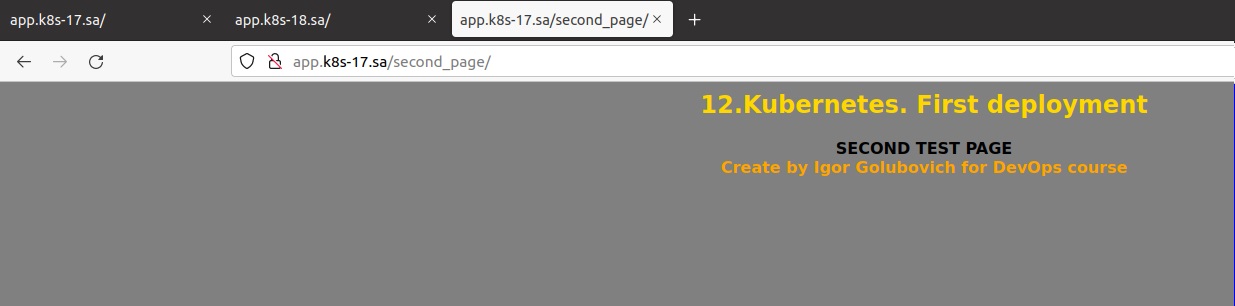 app.k8s-17.sa/
app.k8s-18.sa/
app.k8s-17.sa/second_page/
app.k8s-17.sa/second_page/
12.Kubernetes. First deployment
SECOND TEST PAGE
Create by Igor Golubovich for DevOps course